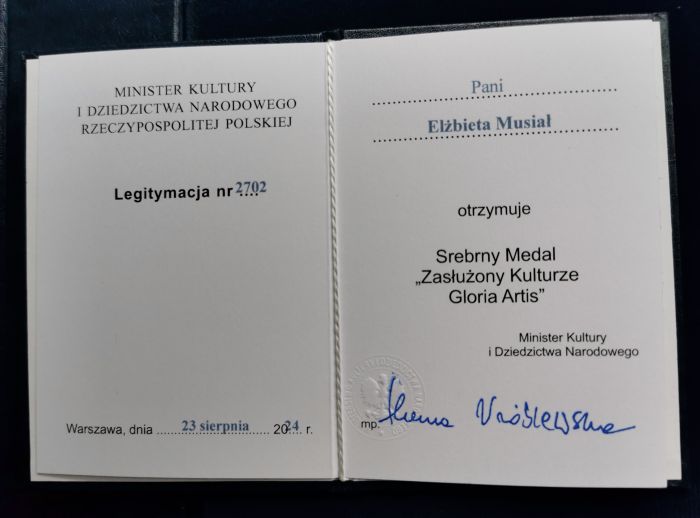 MINISTER KULTURY
I DZIEDZICTWA NARODOWEGO
RZECZYPOSPOLITEJ POLSKIEJ
Legitymacja nr 2702
Warszawa, dnia 23 sierpnia 2024 r.
Pani
Elżbieta Musiał
otrzymuje
Srebrny Medal
„Zasłużony Kulturze
Gloria Artis”
Minister Kultury
i Dziedzictwa Narodowego
mp.